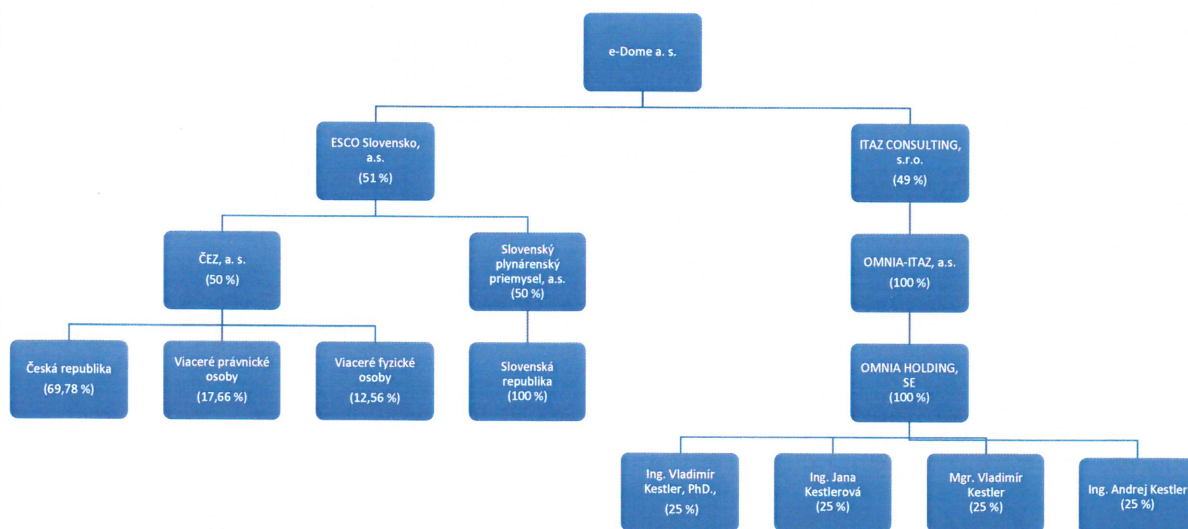 e-Dome a. s.
ESCO Slovensko,
a.s.
(51 %)
ITAZ CONSULTING,
s.r.o.
(49 %)
ČEZ, a. s.
(50 %)
Slovenský
plynárenský
priemysel, a.s.
(50 %)
OMNIA-ITAZ, a.s.
(100 %)
Česká republika
(69,78 %)
Viaceré právnické
osoby
(17,66 %)
Viaceré fyzické
osoby
(12,56 %)
Slovenská
republika
(100 %)
OMNIA HOLDING,
SE
(100 %)
Ing. Vladimír
Kestler, PhD.,
(25 %)
Ing. Jana
Kestlerová
(25 %)
Mgr. Vladimír
Kestler
(25 %)
Ing. Andrej Kestler
(25 %)